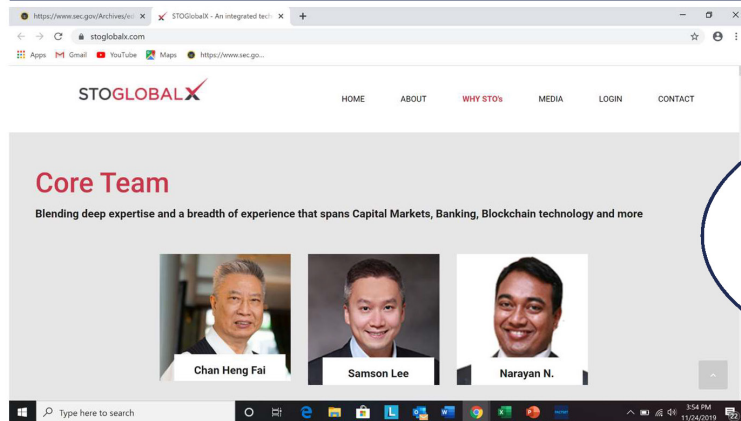 https://www.sec.gov/Archives/e
STOGlobalX - An integrated tech
stoglobalx.com
Apps Gmail YouTube Maps https://www.sec.go...
STOGLOBALX
HOME ABOUT WHY STO's MEDIA LOGIN CONTACT
Core Team
Blending deep expertise and a breadth of experience that spans Capital Markets, Banking, Blockchain technology and more
Chan Heng Fai
Samson Lee
Narayan N.
Type here to search
3:54 PM
11/24/2019
22